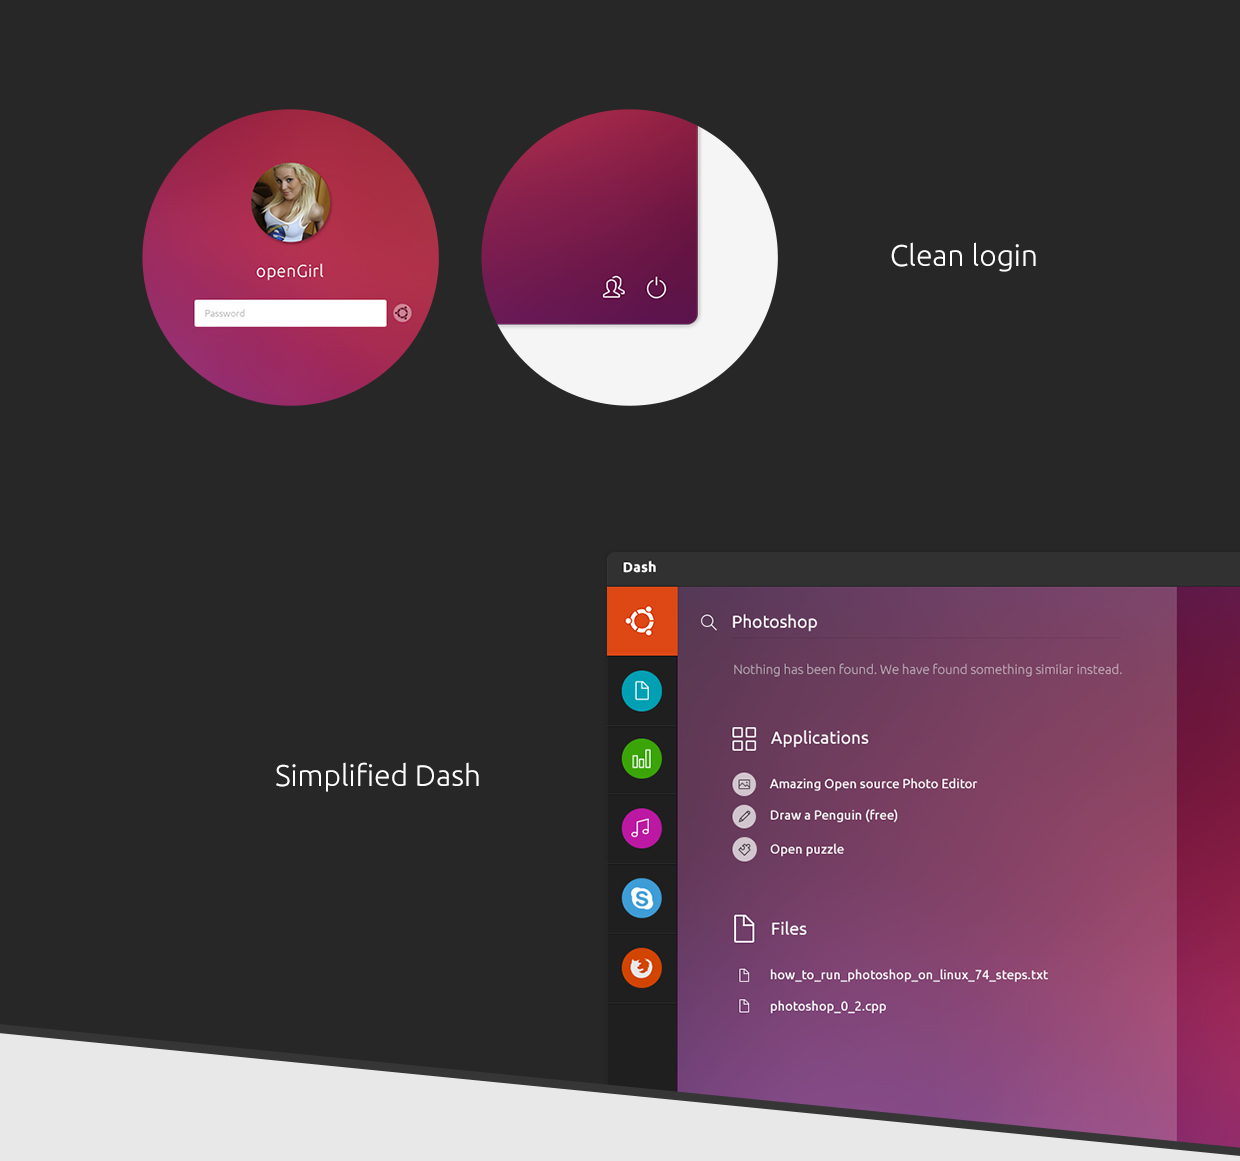 openGirl
Password
Clean login
Simplified Dash
Dash
Photoshop
Nothing has been found. We have found something similar instead.
Applications
Amazing Open source Photo Editor
Draw a Penguin (free)
Open puzzle
Files
how_to_run_photoshop_on_linux_74_steps.txt
photoshop_0_2.cpp